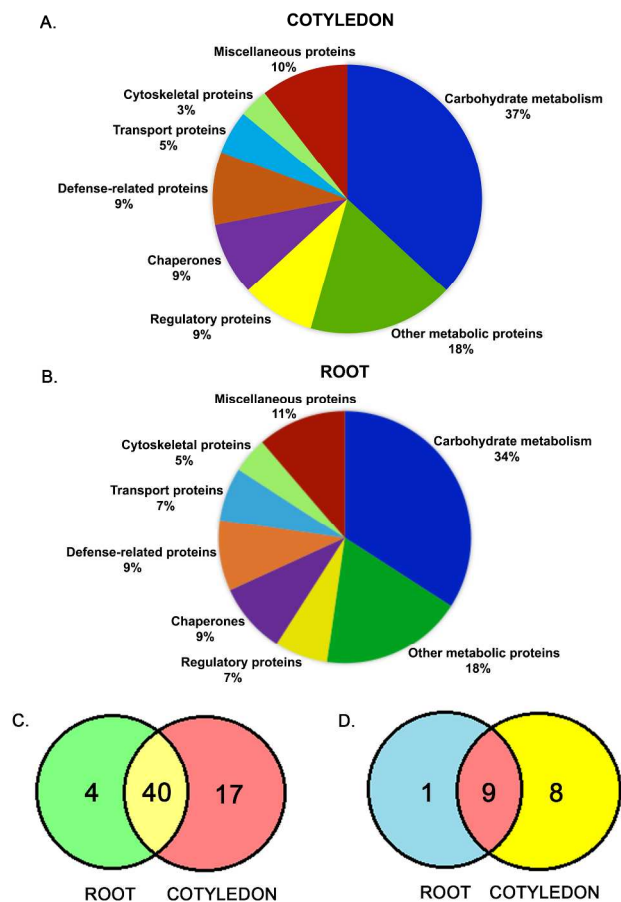 A.
COTYLEDON
Miscellaneous proteins
10%
Carbohydrate metabolism
37%
Cytoskeletal proteins
3%
Transport proteins
5%
Defense-related proteins
9%
Chaperones
9%
Regulatory proteins
9%
Other metabolic proteins
18%
B.
ROOT
Miscellaneous proteins
11%
Carbohydrate metabolism
34%
Cytoskeletal proteins
5%
Transport proteins
7%
Defense-related proteins
9%
Chaperones
9%
Regulatory proteins
7%
Other metabolic proteins
18%
C.
4 40 17
ROOT COTYLEDON
D.
1 9 8
ROOT COTYLEDON